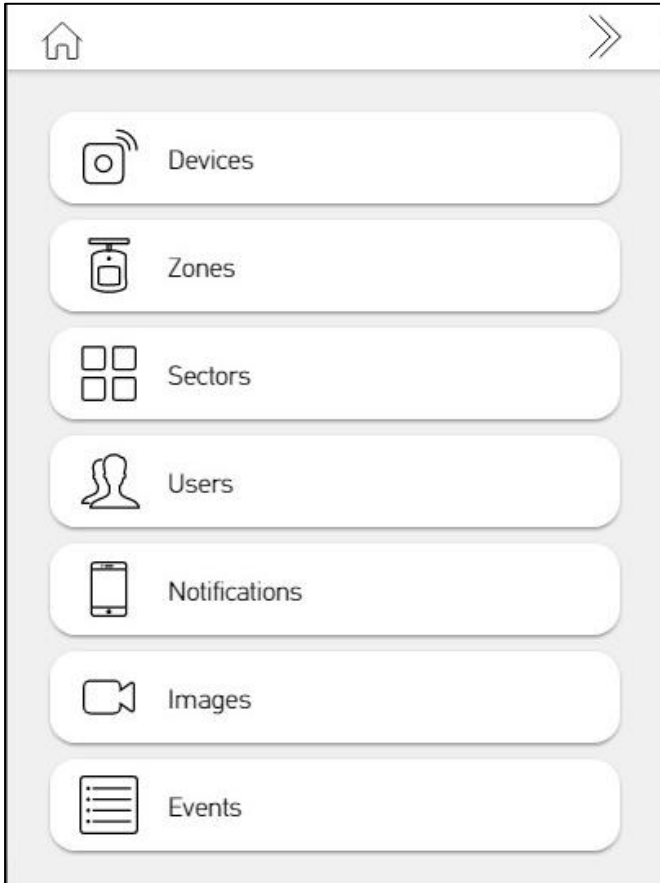 Devices
Zones
Sectors
Users
Notifications
Images
Events